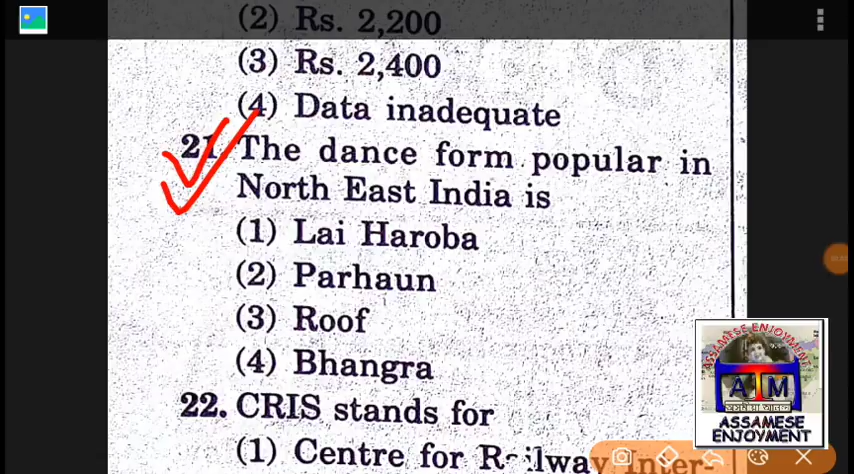 (2) Rs. 2,200
(3) Rs. 2,400
(4) Data inadequate
21 The dance form popular in
North East India is
(1) Lai Haroba
(2) Parhaun
(3) Roof
(4) Bhangra
22. CRIS stands for
(1) Centre for Railway Inter-
ASSAMESE ENJOYMENT
A T M
ASSAMESE
ENJOYMENT